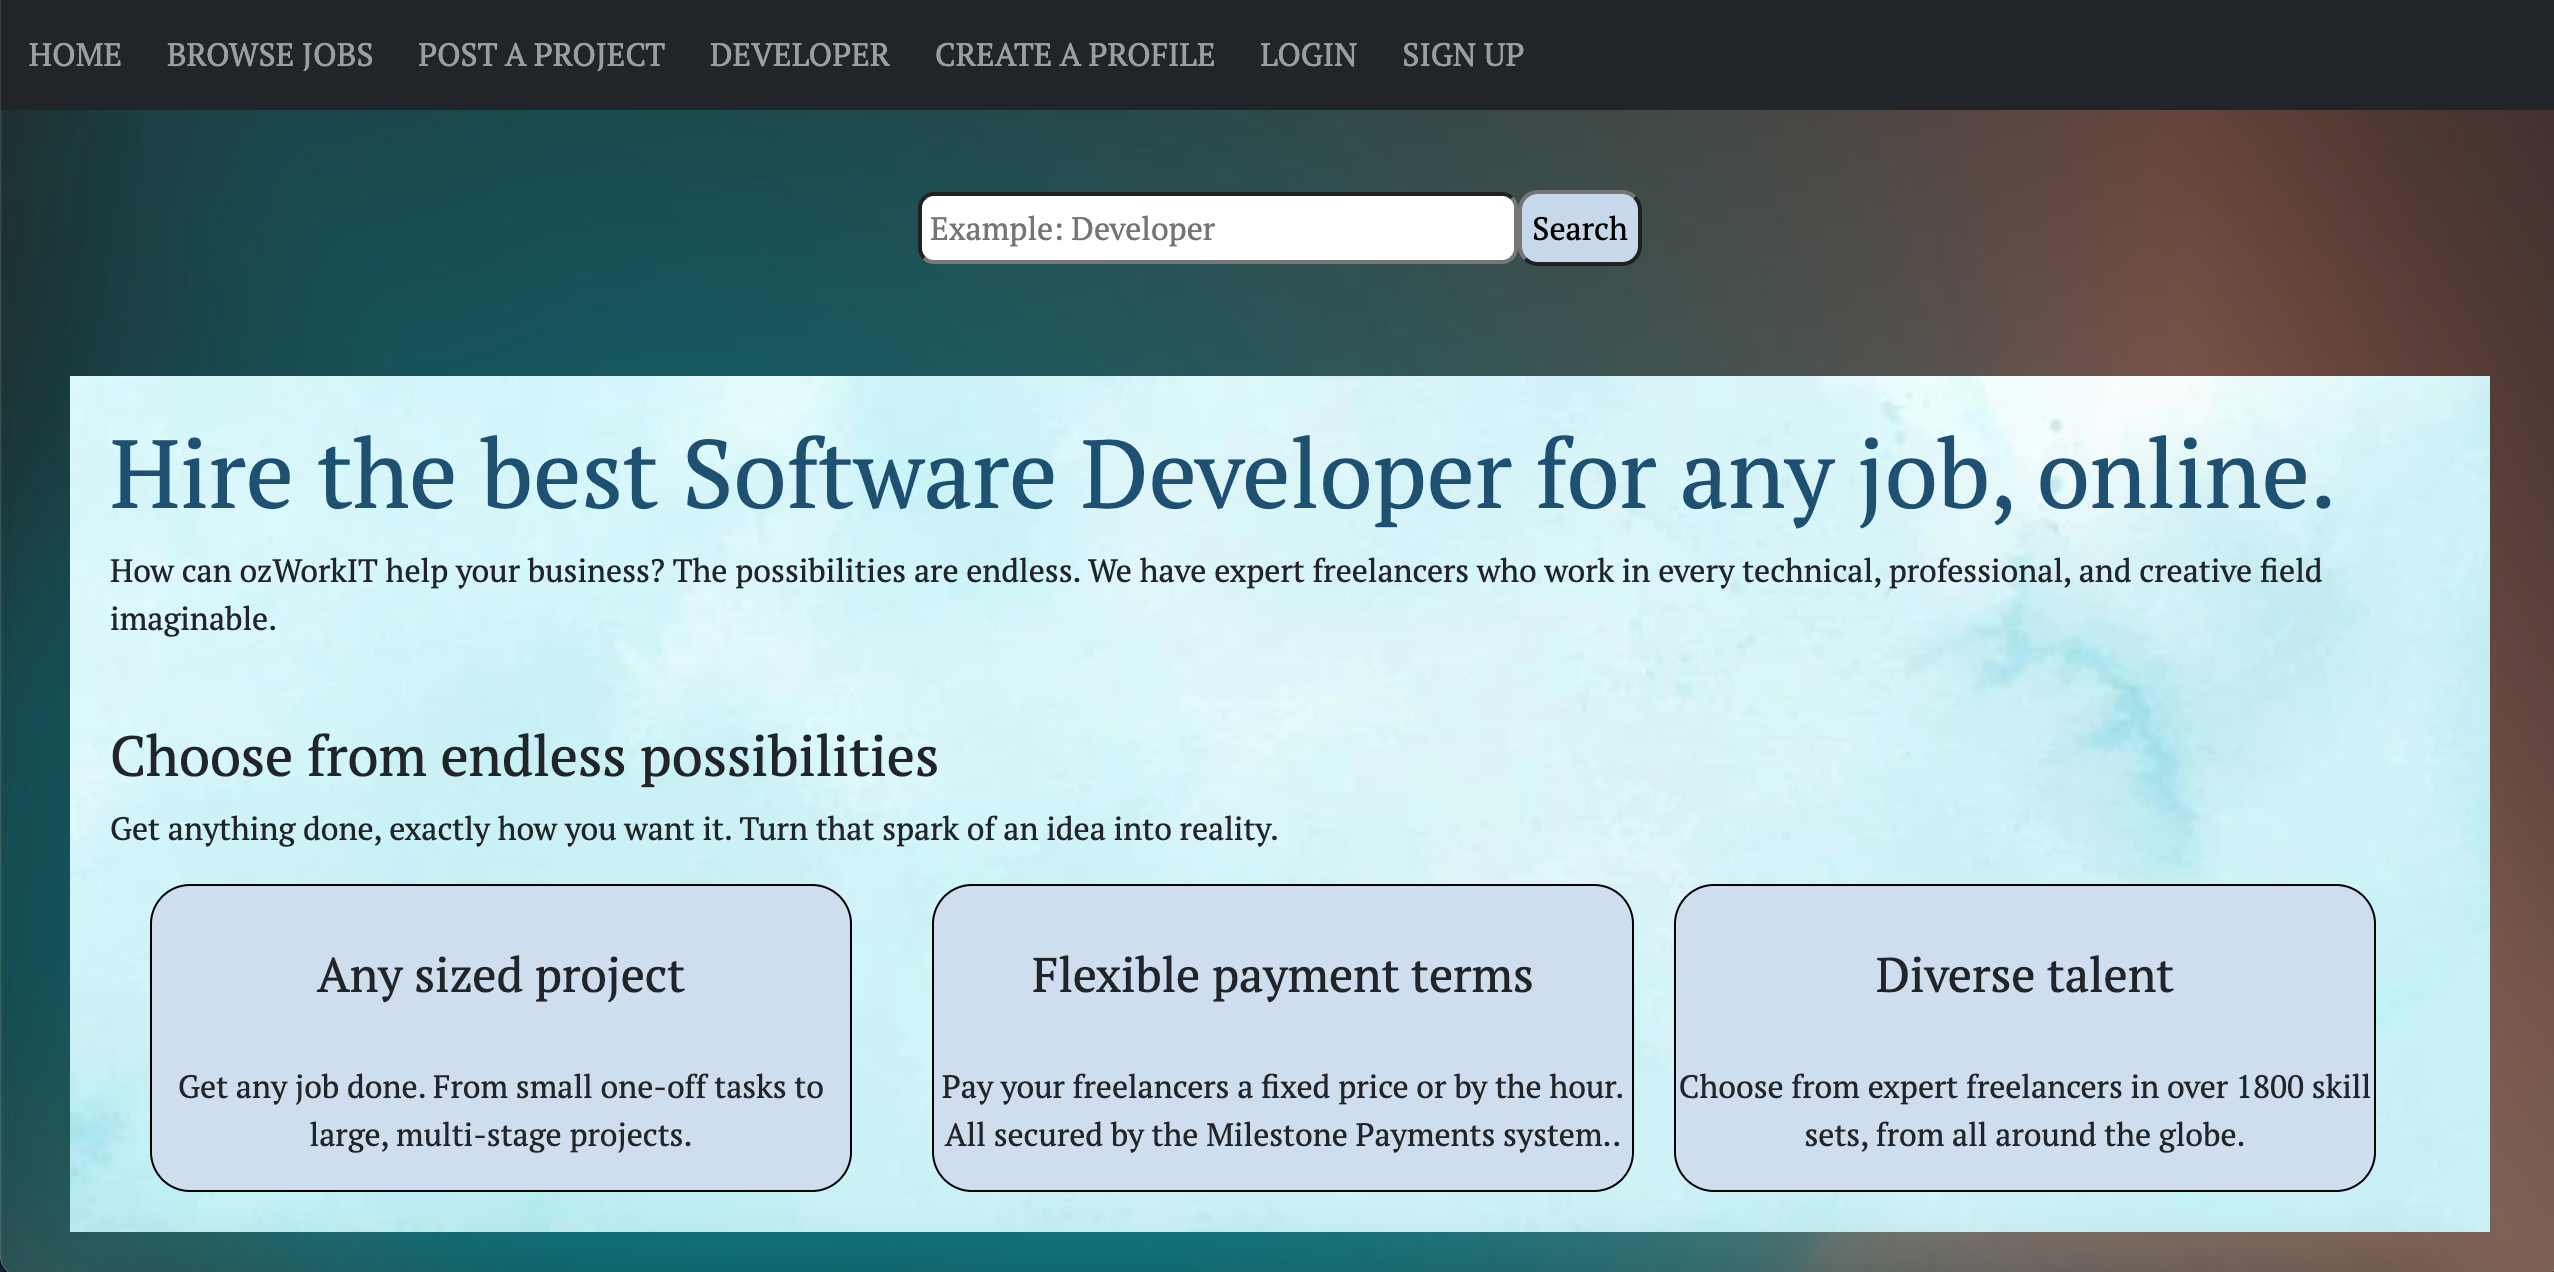 HOME BROWSE JOBS POST A PROJECT DEVELOPER CREATE A PROFILE LOGIN SIGN UP
Example: Developer Search
Hire the best Software Developer for any job, online.
How can ozWorkIT help your business? The possibilities are endless. We have expert freelancers who work in every technical, professional, and creative field
imaginable.
Choose from endless possibilities
Get anything done, exactly how you want it. Turn that spark of an idea into reality.
Any sized project
Get any job done. From small one-off tasks to
large, multi-stage projects.
Flexible payment terms
Pay your freelancers a fixed price or by the hour.
All secured by the Milestone Payments system..
Diverse talent
Choose from expert freelancers in over 1800 skill
sets, from all around the globe.